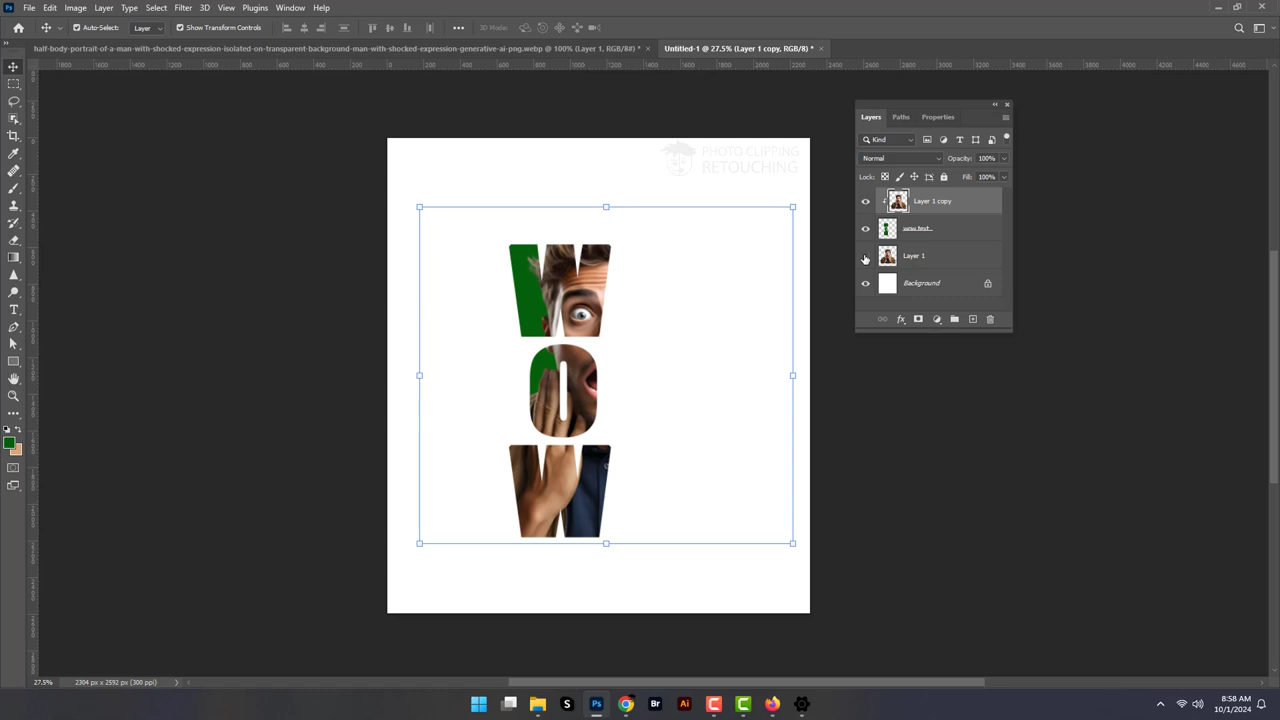 File Edit Image Layer Type Select Filter 3D View Plugins Window Help
Auto-Select: Layer Show Transform Controls 3D Mode:
half-body-portrait-of-a-man-with-shocked-expression-isolated-on-transparent-background-man-with-shocked-expression-generative-ai-png.webp @ 100% (Layer 1, RGB/8#) *
Untitled-1 @ 27.5% (Layer 1 copy, RGB/8) *
PHOTO CLIPPING
RETOUCHING
WOW
Layers Paths Properties
Kind
Normal Opacity: 100%
Lock: Fill: 100%
Layer 1 copy
wow text
Layer 1
Background
27.5% 2304 px x 2592 px (300 ppi)
8:58 AM
10/1/2024